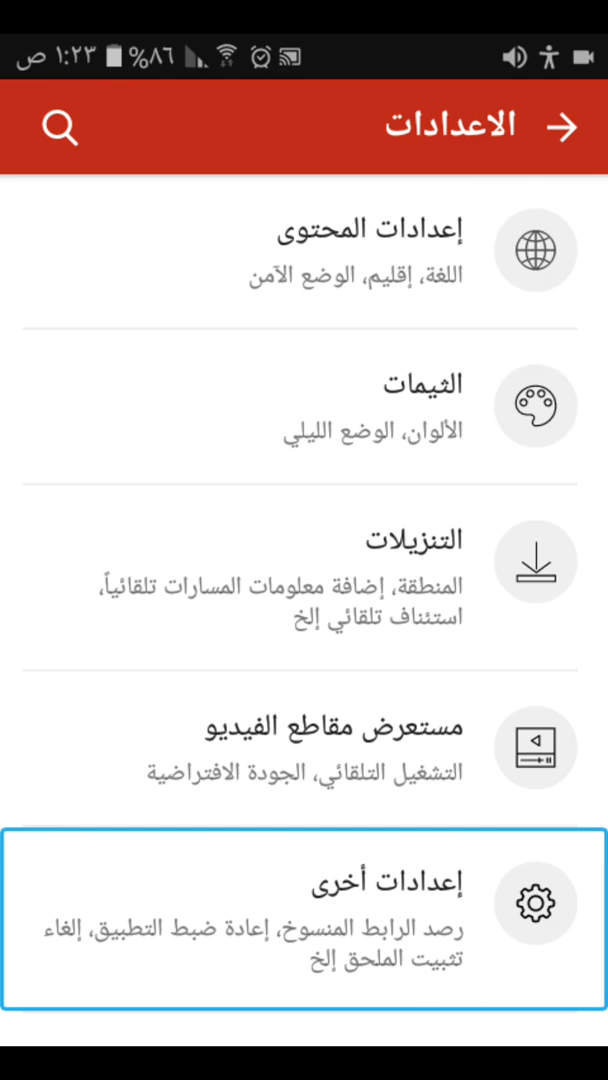 ١:٢٣ ص
٨٦%
الاعدادات
إعدادات المحتوى
اللغة، إقليم، الوضع الآمن
الثيمات
الألوان، الوضع الليلي
التنزيلات
المنطقة، إضافة معلومات المسارات تلقائياً،
استئناف تلقائي إلخ
مستعرض مقاطع الفيديو
التشغيل التلقائي، الجودة الافتراضية
إعدادات أخرى
رصد الرابط المنسوخ، إعادة ضبط التطبيق، إلغاء
تثبيت الملحق إلخ